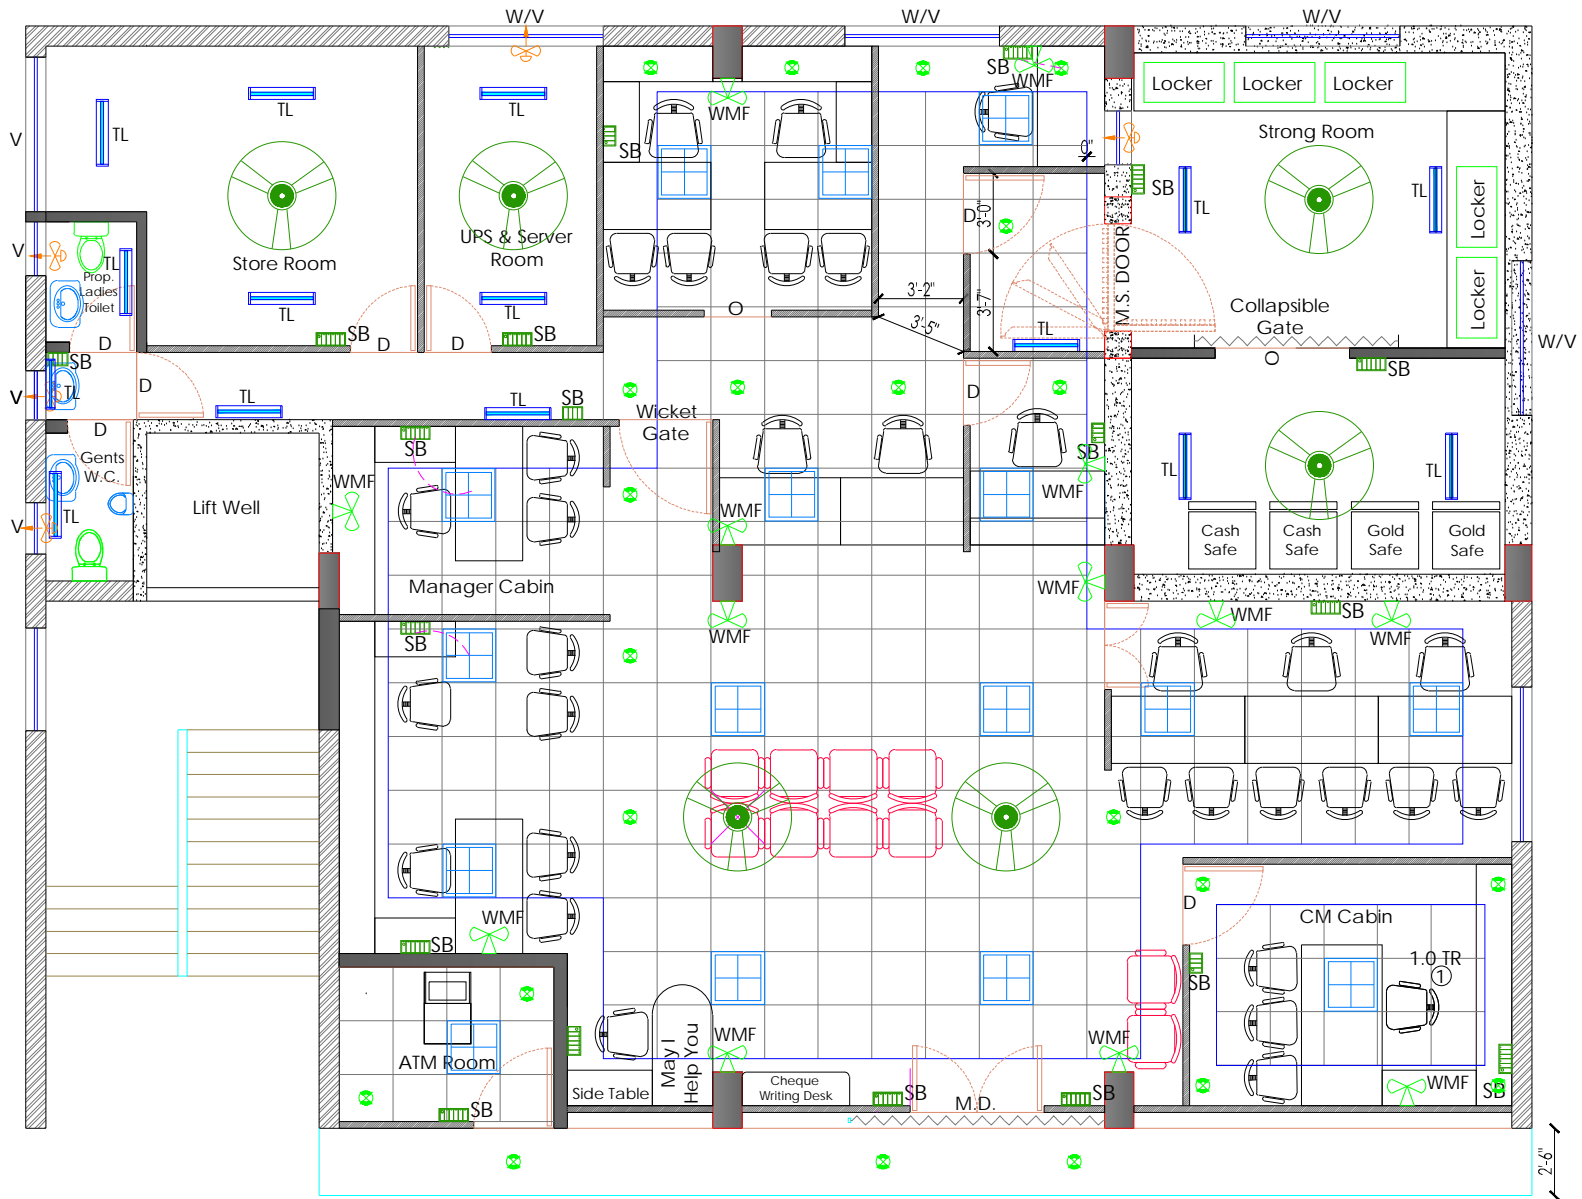 W/V
W/V
W/V
SB
WMF
Locker
Locker
Locker
TL
TL
TL
WMF
V
SB
Strong Room
0"
SB
TL
TL
Locker
D
3'-0"
UPS & Server
Room
Store Room
V
TL
Prop.
Ladies
Toilet
M.S. DOOR
3'-2"
3'-7"
3'-5"
O
TL
TL
Collapsible
Gate
Locker
TL
SB
SB
D
D
D
SB
W/V
O
SB
TL
V
D
D
SB
Wicket
Gate
D
D
Gents
W.C.
SB
SB
TL
TL
WMF
WMF
WMF
Lift Well
V
TL
Cash
Safe
Cash
Safe
Gold
Safe
Gold
Safe
Manager Cabin
WMF
WMF
SB
WMF
SB
WMF
D
CM Cabin
WMF
SB
1.0 TR
1
SB
ATM Room
May I
Help You
WMF
WMF
Side Table
Cheque
Writing Desk
SB
M.D.
SB
SB
WMF
SB
2'-6"